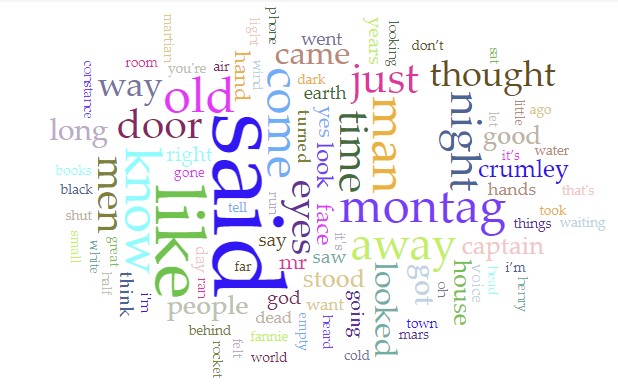 phone
martian
light
went
years
looking
don't
sat
room
you're
air
wind
came
constance
hand
dark
way
old
come
earth
just
thought
man
night
little
ago
let
good
long
door
said
turned
yes
look
time
it's
water
right
crumley
books
men
know
like
gone
eyes
hands
that's
black
tell
run
face
montag
took
shut
things
waiting
say
it's
away
captain
small
white
half
great
day
ran
far
mr
saw
think
i'm
stood
looked
got
oh
house
voice
head
i'm
henry
people
god
want
going
dead
empty
heard
town
behind
fannie
mars
rocket
felt
world
cold